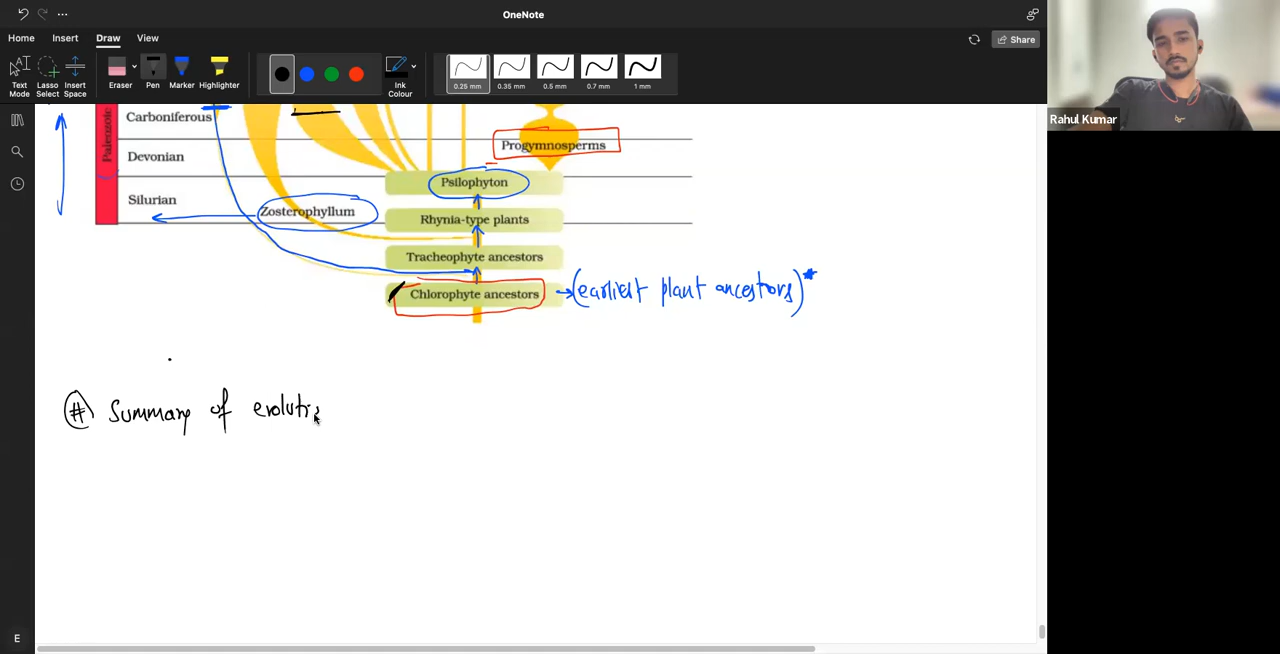 OneNote
Home Insert Draw View
Share
Text Mode
Lasso Select
Insert Space
Eraser
Pen
Marker
Highlighter
0.25 mm
0.35 mm
0.5 mm
0.7 mm
1 mm
Ink Colour
Rahul Kumar
Paleozoic
Carboniferous
Progymnosperms
Devonian
Psilophyton
Silurian
Zosterophyllum
Rhynia-type plants
Tracheophyte ancestors
Chlorophyte ancestors →(earliest plant ancestors)*
# Summary of evoluti
E